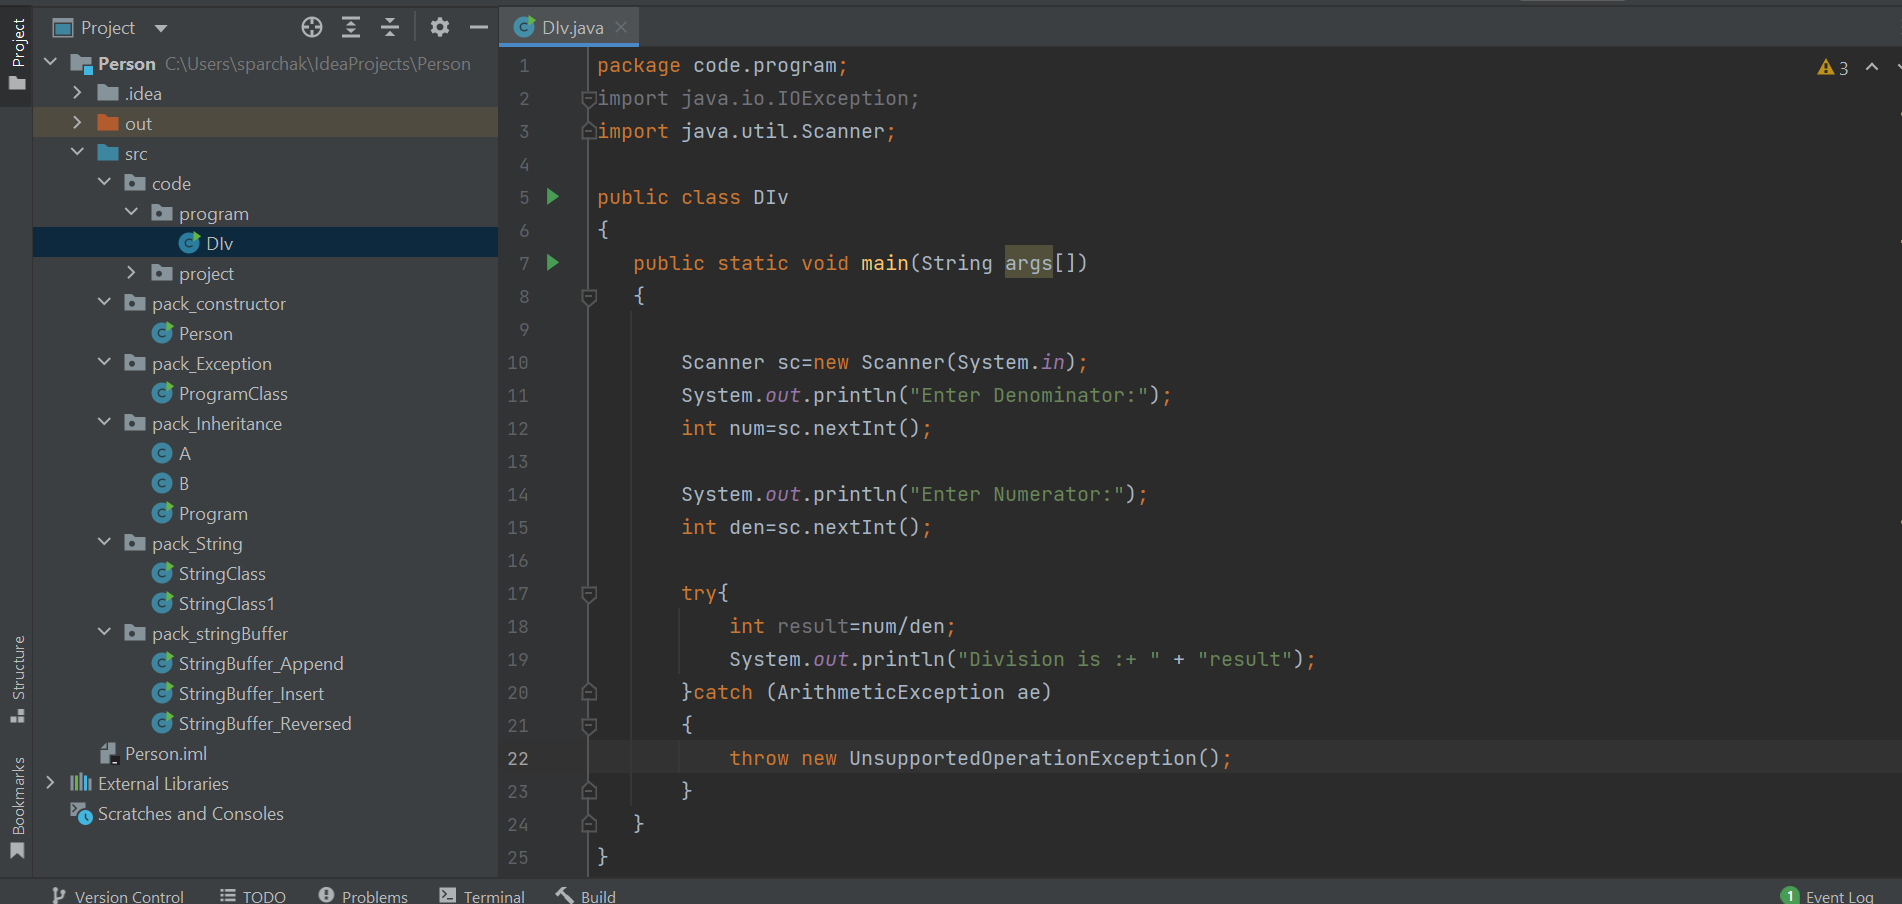 Project
DIv.java
Project
Person C:\Users\sparchak\IdeaProjects\Person
.idea
out
src
code
program
DIv
project
pack_constructor
Person
pack_Exception
ProgramClass
pack_Inheritance
A
B
Program
pack_String
StringClass
StringClass1
pack_stringBuffer
StringBuffer_Append
StringBuffer_Insert
StringBuffer_Reversed
Person.iml
External Libraries
Scratches and Consoles
Structure
Bookmarks
3
1 package code.program;
2 import java.io.IOException;
3 import java.util.Scanner;
4
5 public class DIv
6 {
7 public static void main(String args[])
8 {
9
10 Scanner sc=new Scanner(System.in);
11 System.out.println("Enter Denominator:");
12 int num=sc.nextInt();
13
14 System.out.println("Enter Numerator:");
15 int den=sc.nextInt();
16
17 try{
18 int result=num/den;
19 System.out.println("Division is :+ " + "result");
20 }catch (ArithmeticException ae)
21 {
22 throw new UnsupportedOperationException();
23 }
24 }
25 }
Version Control TODO Problems Terminal Build 1 Event Log